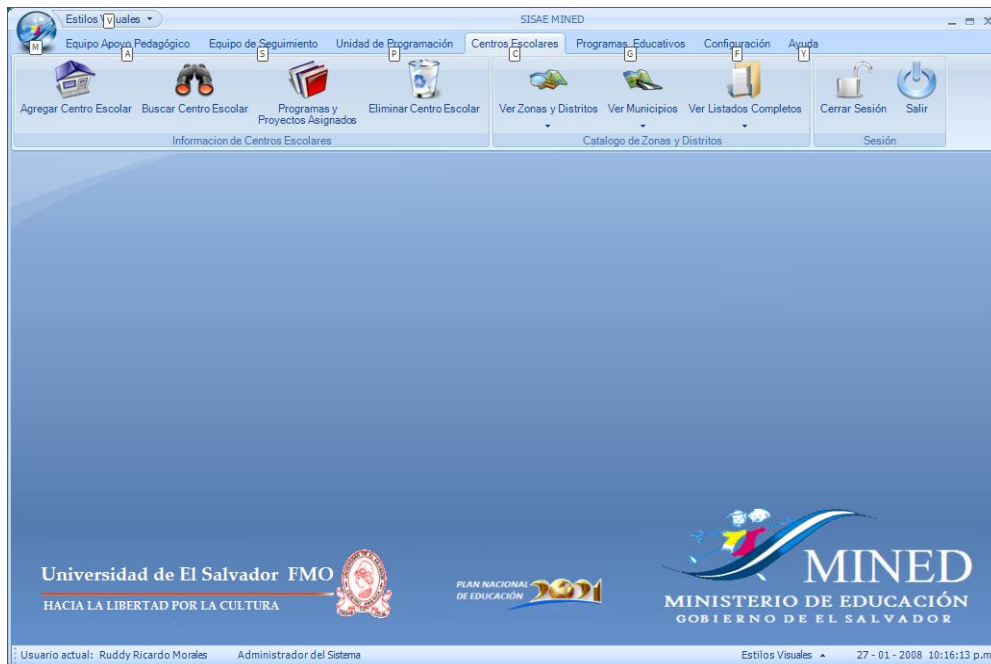 Estilos Visuales
V
SISAE MINED
M
Equipo Apoyo Pedagógico
Equipo de Seguimiento
Unidad de Programación
Centros Escolares
Programas Educativos
Configuración
Ayuda
A
S
P
C
G
F
Y
Agregar Centro Escolar
Buscar Centro Escolar
Programas y
Proyectos Asignados
Eliminar Centro Escolar
Ver Zonas y Distritos
Ver Municipios
Ver Listados Completos
Cerrar Sesión
Salir
Informacion de Centros Escolares
Catalogo de Zonas y Distritos
Sesión
Universidad de El Salvador FMO
HACIA LA LIBERTAD POR LA CULTURA
PLAN NACIONAL
DE EDUCACIÓN
2021
MINED
MINISTERIO DE EDUCACIÓN
GOBIERNO DE EL SALVADOR
Usuario actual: Ruddy Ricardo Morales
Administrador del Sistema
Estilos Visuales
27 - 01 - 2008 10:16:13 p.m